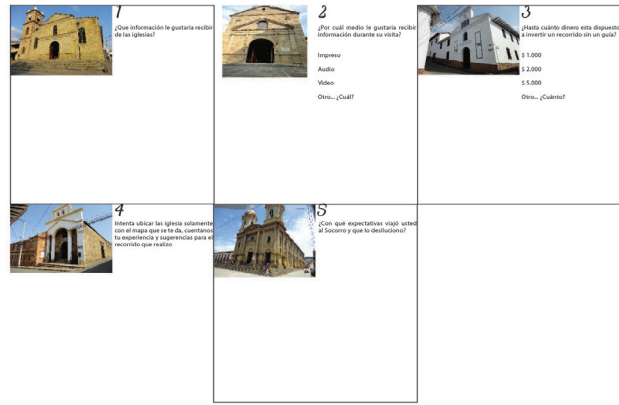 1
¿Que información le gustaría recibir
de las iglesias?
2
¿Por cuál medio le gustaria recibir
información durante su visita?
Impreso
Audio
Video
Otro... ¿Cuál?
3
¿Hasta cuánto dinero esta dispuesto
a invertir un recorrido sin un guía?
$ 1.000
$ 2.000
$ 5.000
Otro... ¿Cuánto?
4
Intenta ubicar las iglesia solamente
con el mapa que se te da, cuentanos
tu experiencia y sugerencias para el
recorrido que realizo
5
¿Con qué expectativas viajó usted
al Socorro y que lo desiluciono?